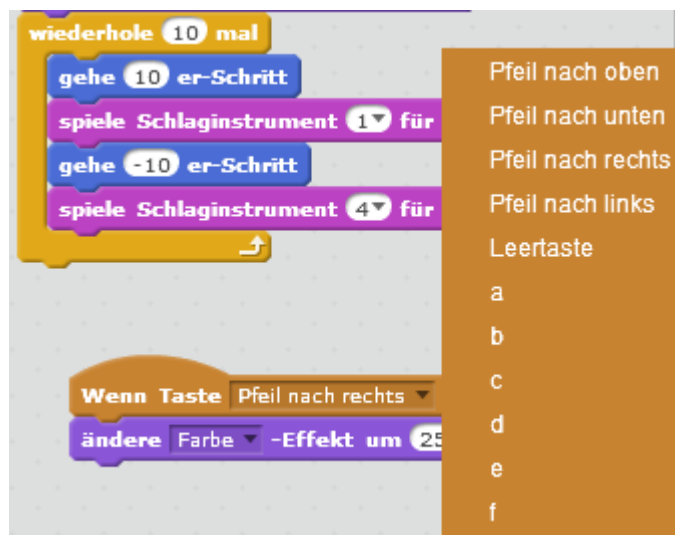 wiederhole 10 mal
gehe 10 er-Schritt
spiele Schlaginstrument 1 für
gehe -10 er-Schritt
spiele Schlaginstrument 4 für
Wenn Taste Pfeil nach rechts
ändere Farbe -Effekt um 25
Pfeil nach oben
Pfeil nach unten
Pfeil nach rechts
Pfeil nach links
Leertaste
a
b
c
d
e
f